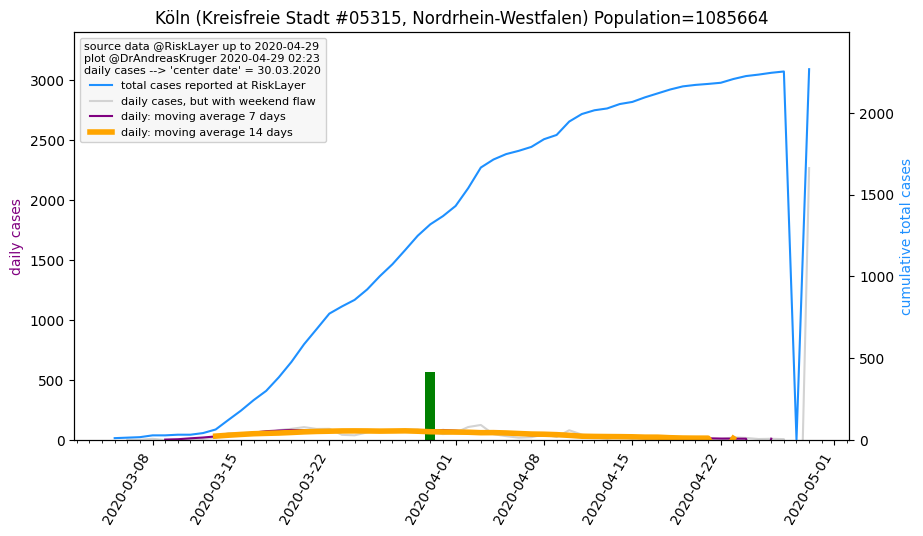 Köln (Kreisfreie Stadt #05315, Nordrhein-Westfalen) Population=1085664
source data @RiskLayer up to 2020-04-29
plot @DrAndreasKruger 2020-04-29 02:23
daily cases --> 'center date' = 30.03.2020
total cases reported at RiskLayer
daily cases, but with weekend flaw
daily: moving average 7 days
daily: moving average 14 days
daily cases
3000
2500
2000
1500
1000
500
0
cumulative total cases
2000
1500
1000
500
0
2020-03-08
2020-03-15
2020-03-22
2020-04-01
2020-04-08
2020-04-15
2020-04-22
2020-05-01